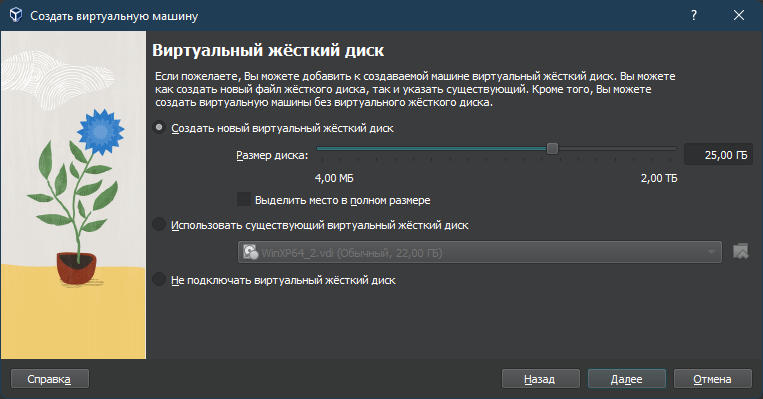 Создать виртуальную машину
Виртуальный жёсткий диск
Если пожелаете, Вы можете добавить к создаваемой машине виртуальный жёсткий диск. Вы можете
как создать новый файл жёсткого диска, так и указать существующий. Кроме того, Вы можете
создать виртуальную машины без виртуального жёсткого диска.
Создать новый виртуальный жёсткий диск
Размер диска:
25,00 ГБ
4,00 МБ
2,00 ТБ
Выделить место в полном размере
Использовать существующий виртуальный жёсткий диск
WinXP64_2.vdi (Обычный, 22,00 ГБ)
Не подключать виртуальный жёсткий диск
Справка
Назад
Далее
Отмена